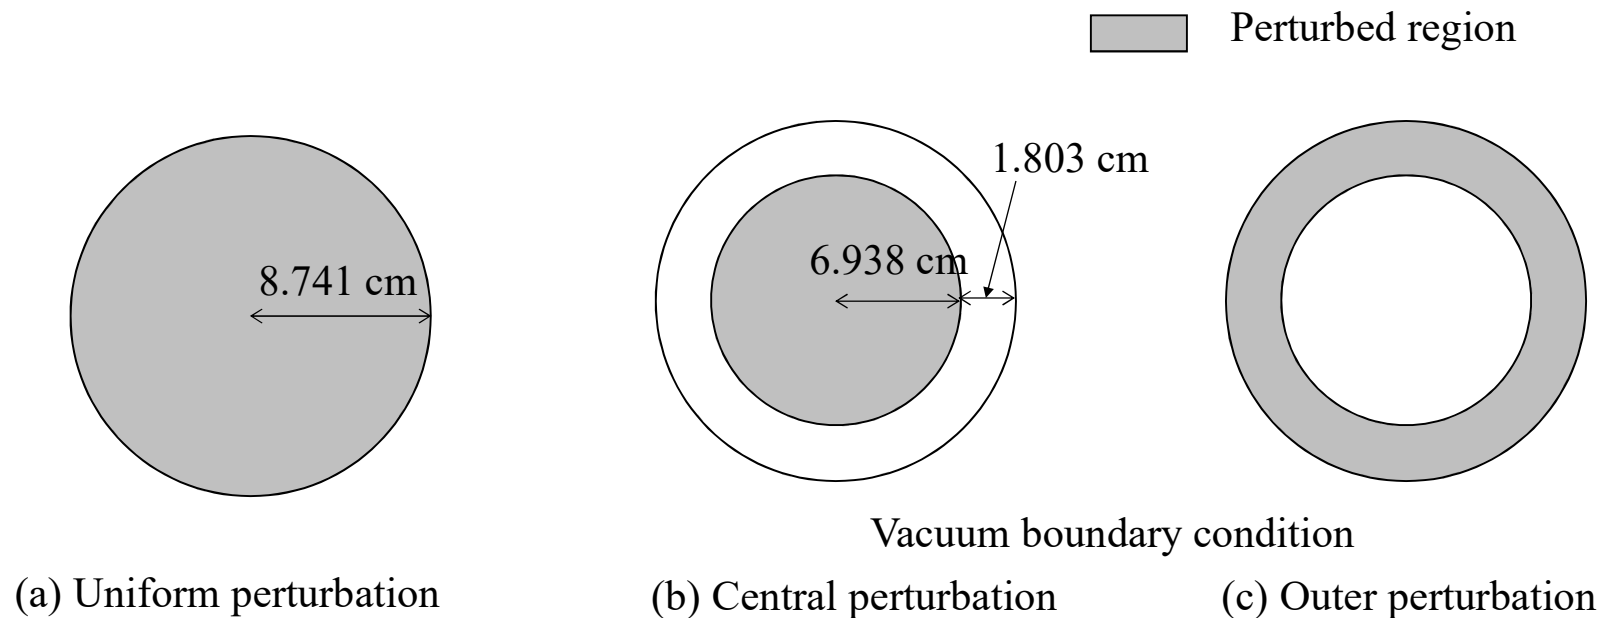 Perturbed region
1.803 cm
6.938 cm
8.741 cm
Vacuum boundary condition
(a) Uniform perturbation
(b) Central perturbation
(c) Outer perturbation